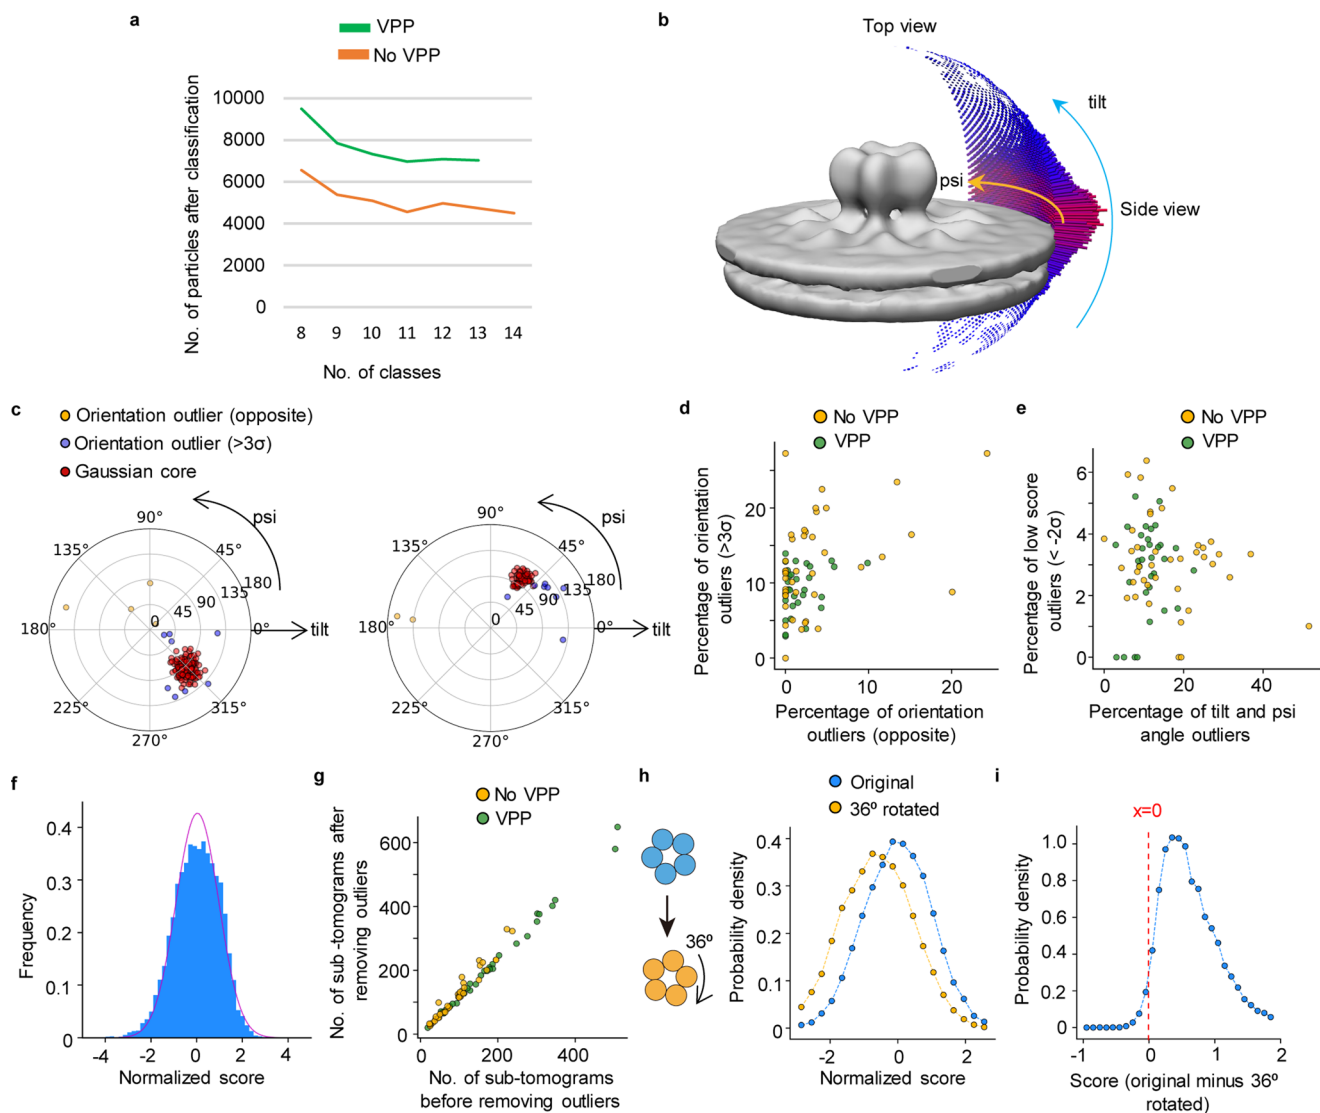 a
VPP
No VPP
No. of particles after classification
10000
8000
6000
4000
2000
0
8 9 10 11 12 13 14
No. of classes
b
Top view
tilt
psi
Side view
c
Orientation outlier (opposite)
Orientation outlier (>3σ)
Gaussian core
90°
psi
135°
45°
180
135
90
45
0
180°
0°
tilt
225°
315°
270°
90°
psi
135°
45°
180
135
90
45
0
180°
0°
tilt
225°
315°
270°
d
No VPP
VPP
Percentage of orientation
outliers (>3σ)
20
10
0
0 10 20
Percentage of orientation
outliers (opposite)
e
No VPP
VPP
Percentage of low score
outliers (< -2σ)
6
4
2
0
0 20 40
Percentage of tilt and psi
angle outliers
f
Frequency
0.4
0.3
0.2
0.1
0
-4 -2 0 2 4
Normalized score
g
No VPP
VPP
No. of sub-tomograms after
removing outliers
600
400
200
0
0 200 400
No. of sub-tomograms
before removing outliers
h
36º
Original
36º rotated
Probability density
0.4
0.3
0.2
0.1
0
-2 0 2
Normalized score
i
x=0
Probability density
1.0
0.8
0.6
0.4
0.2
0
-1 0 1 2
Score (original minus 36º
rotated)